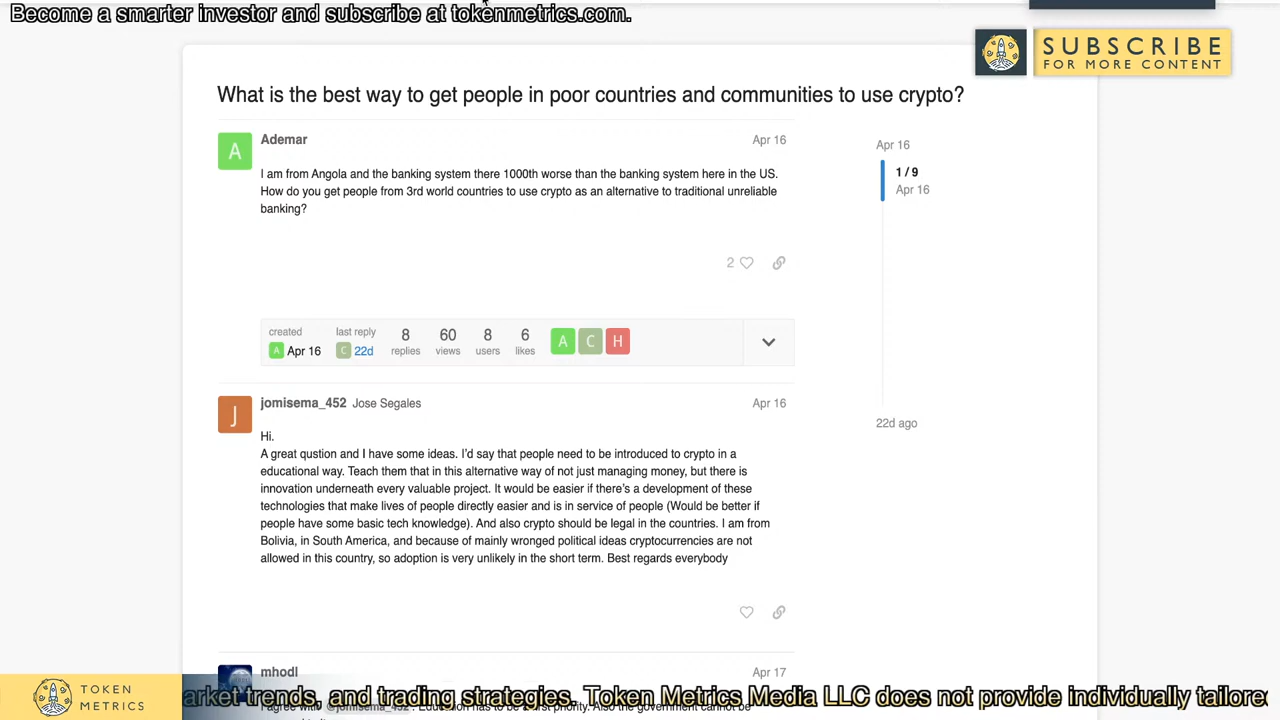 Become a smarter investor and subscribe at tokenmetrics.com.
SUBSCRIBE
FOR MORE CONTENT
What is the best way to get people in poor countries and communities to use crypto?
A
Ademar
Apr 16
I am from Angola and the banking system there 1000th worse than the banking system here in the US.
How do you get people from 3rd world countries to use crypto as an alternative to traditional unreliable
banking?
2
Apr 16
1 / 9
Apr 16
22d ago
created
last reply
8
60
8
6
A C H
A Apr 16
C 22d
replies
views
users
likes
J
jomisema_452 Jose Segales
Apr 16
Hi.
A great qustion and I have some ideas. I'd say that people need to be introduced to crypto in a
educational way. Teach them that in this alternative way of not just managing money, but there is
innovation underneath every valuable project. It would be easier if there's a development of these
technologies that make lives of people directly easier and is in service of people (Would be better if
people have some basic tech knowledge). And also crypto should be legal in the countries. I am from
Bolivia, in South America, and because of mainly wronged political ideas cryptocurrencies are not
allowed in this country, so adoption is very unlikely in the short term. Best regards everybody
mhodl
Apr 17
TOKEN
METRICS
arket trends, and trading strategies. Token Metrics Media LLC does not provide individually tailore